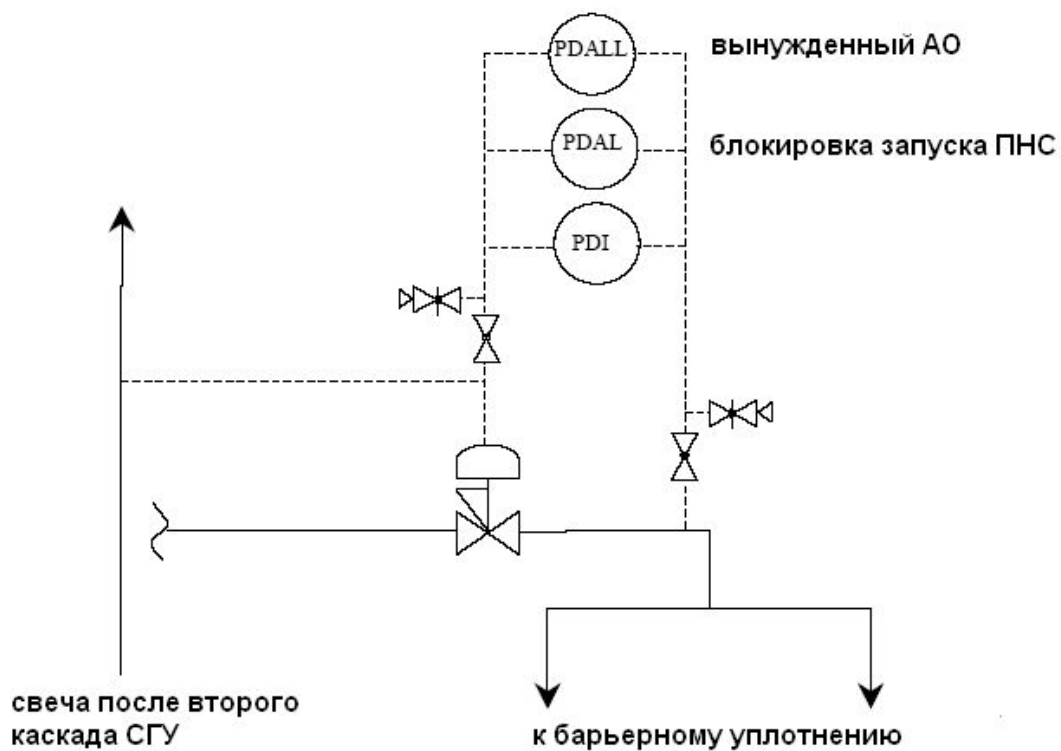 PDALL
вынужденный АО
PDAL
блокировка запуска ПНС
PDI
свеча после второго
каскада СГУ
к барьерному уплотнению